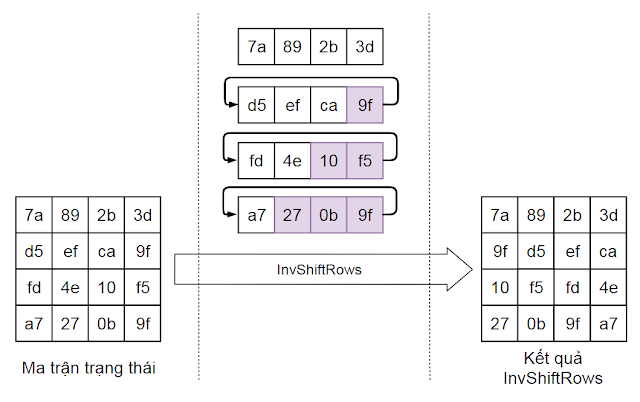 7a 89 2b 3d
d5 ef ca 9f
fd 4e 10 f5
a7 27 0b 9f
7a 89 2b 3d
d5 ef ca 9f
fd 4e 10 f5
a7 27 0b 9f
Ma trận trạng thái
InvShiftRows
7a 89 2b 3d
9f d5 ef ca
10 f5 fd 4e
27 0b 9f a7
Kết quả
InvShiftRows